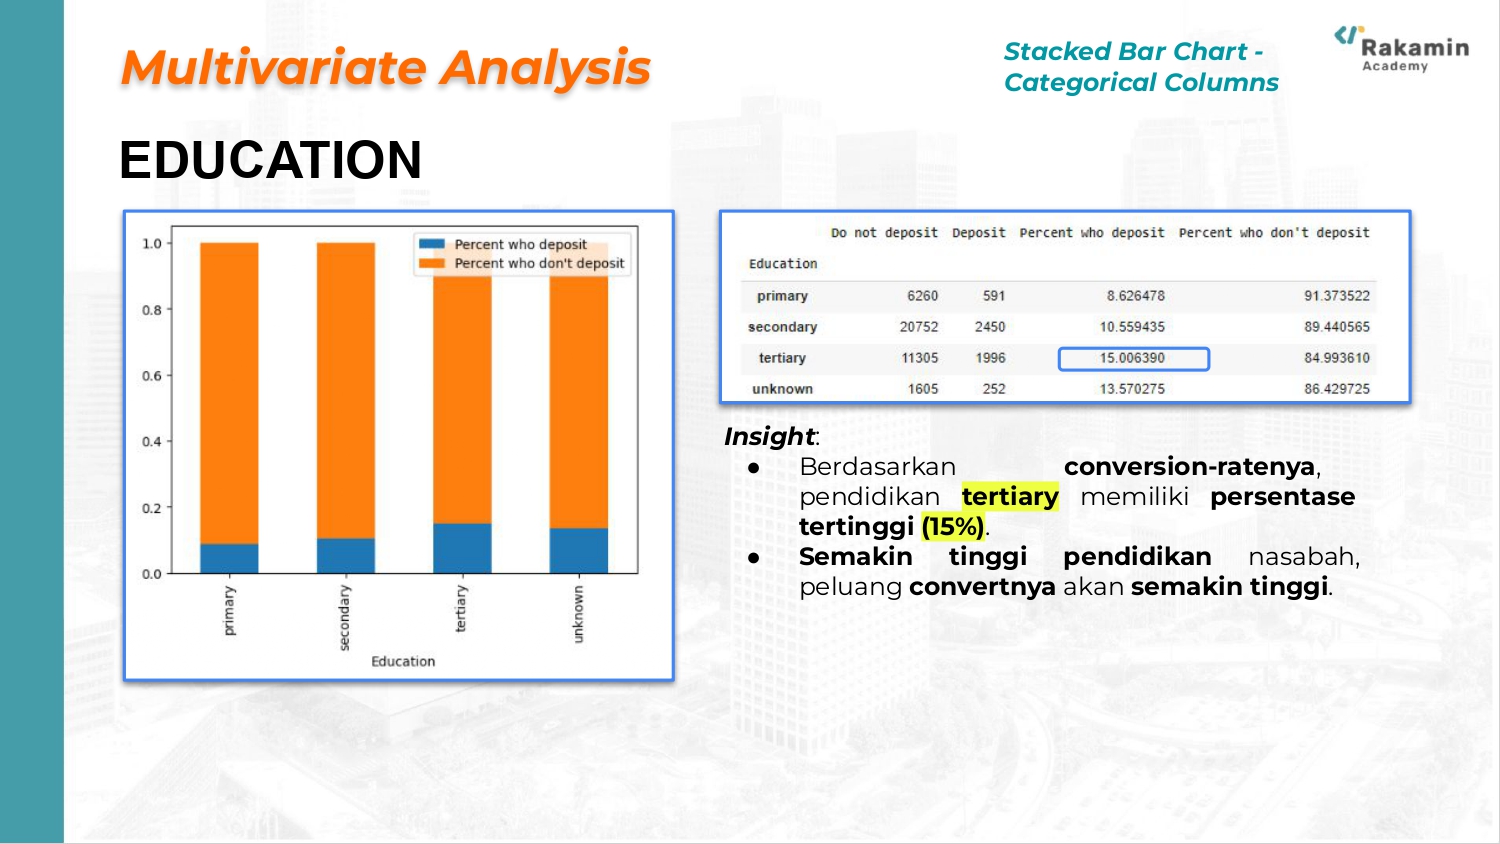 Multivariate Analysis
Stacked Bar Chart -
Categorical Columns
Rakamin
Academy
EDUCATION
Percent who deposit
Percent who don't deposit
1.0
0.8
0.6
0.4
0.2
0.0
primary
secondary
tertiary
unknown
Education
Do not deposit Deposit Percent who deposit Percent who don't deposit
Education
primary 6260 591 8.626478 91.373522
secondary 20752 2450 10.559435 89.440565
tertiary 11305 1996 15.006390 84.993610
unknown 1605 252 13.570275 86.429725
Insight:
● Berdasarkan conversion-ratenya,
pendidikan tertiary memiliki persentase
tertinggi (15%).
● Semakin tinggi pendidikan nasabah,
peluang convertnya akan semakin tinggi.